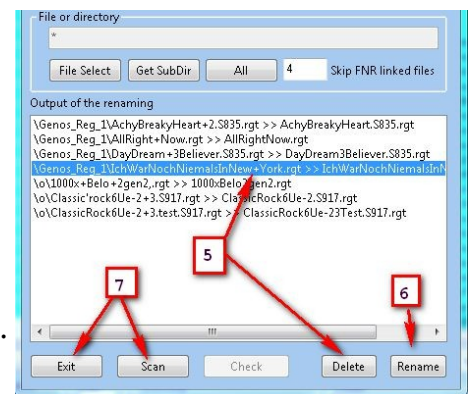 File or directory
*
File Select Get SubDir All 4 Skip FNR linked files
Output of the renaming
\Genos_Reg_1\AchyBreakyHeart+2.S835.rgt >> AchyBreakyHeart.S835.rgt
\Genos_Reg_1\AllRight+Now.rgt >> AllRightNow.rgt
\Genos_Reg_1\DayDream+3Believer.S835.rgt >> DayDream3Believer.S835.rgt
\Genos_Reg_1\IchWarNochNiemalsInNew+York.rgt >> IchWarNochNiemalsInN
\o\1000x+Belo+2gen2,.rgt >> 1000xBelo2gen2.rgt
\o\Classic'rock6Ue-2+3.S917.rgt >> ClassicRock6Ue-2.S917.rgt
\o\ClassicRock6Ue-2+3.test.S917.rgt >> ClassicRock6Ue-23Test.S917.rgt
5
7
6
.
Exit Scan Check Delete Rename